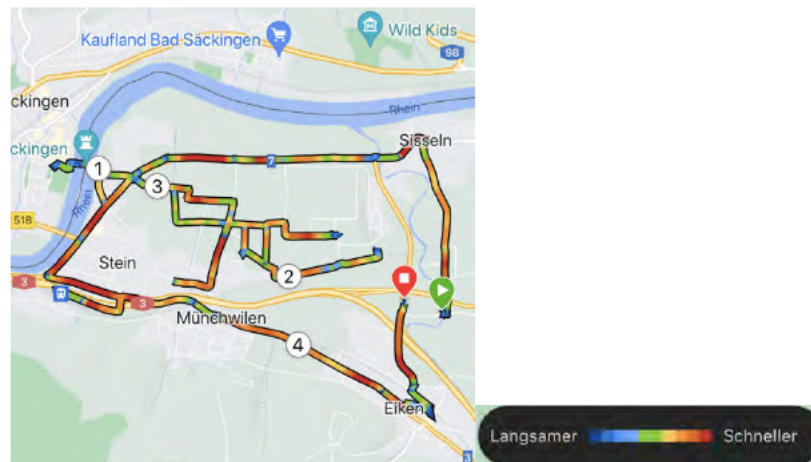 Kaufland Bad Säckingen
Wild Kids
98
ckingen
Rhein
Sisseln
ckingen
1
7
3
Rhein
518
Stein
2
3
3
Münchwilen
4
Eiken
3
Langsamer
Schneller